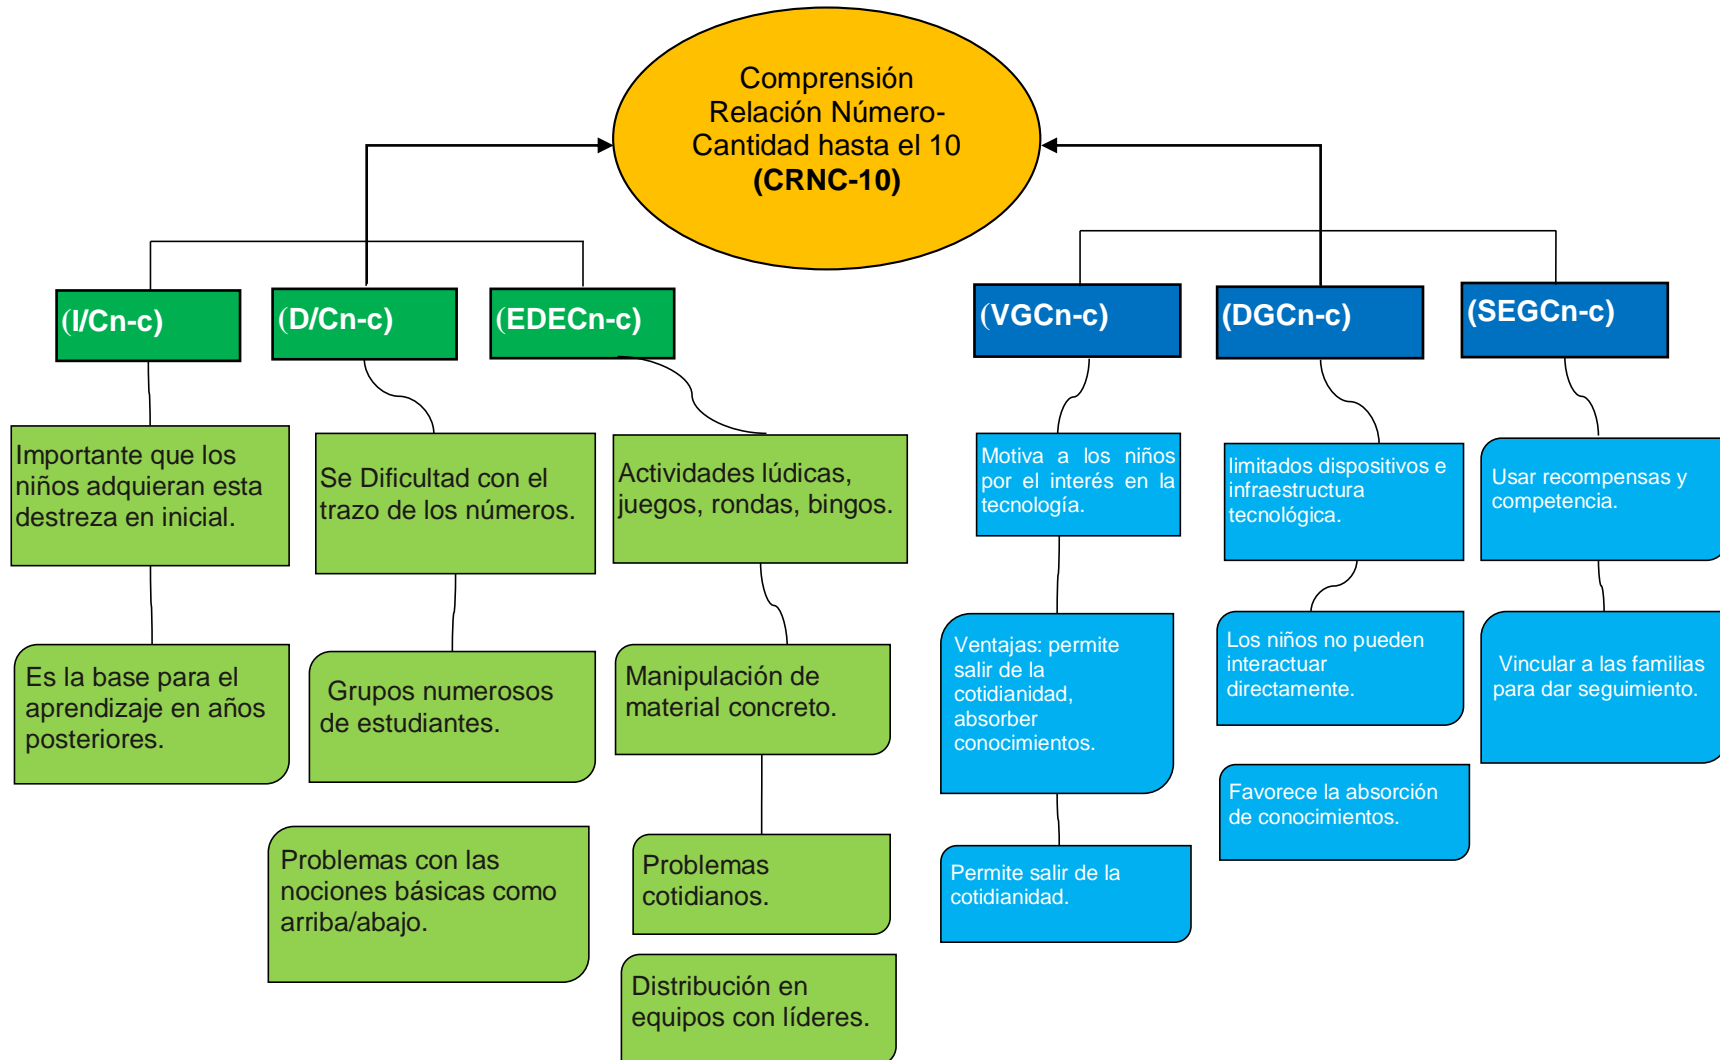 Comprensión
Relación Número-
Cantidad hasta el 10
(CRNC-10)
(I/Cn-c)
(D/Cn-c)
(EDECn-c)
(VGCn-c)
(DGCn-c)
(SEGCn-c)
Importante que los
niños adquieran esta
destreza en inicial.
Se Dificultad con el
trazo de los números.
Actividades lúdicas,
juegos, rondas, bingos.
Motiva a los niños
por el interés en la
tecnología.
limitados dispositivos e
infraestructura
tecnológica.
Usar recompensas y
competencia.
Es la base para el
aprendizaje en años
posteriores.
Grupos numerosos
de estudiantes.
Manipulación de
material concreto.
Ventajas: permite
salir de la
cotidianidad,
absorber
conocimientos.
Los niños no pueden
interactuar
directamente.
Vincular a las familias
para dar seguimiento.
Problemas con las
nociones básicas como
arriba/abajo.
Problemas
cotidianos.
Permite salir de la
cotidianidad.
Favorece la absorción
de conocimientos.
Distribución en
equipos con líderes.